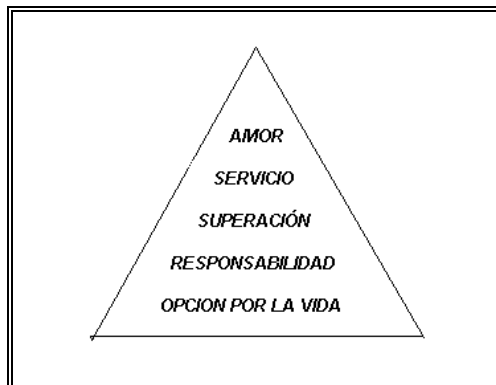 AMOR
SERVICIO
SUPERACIÓN
RESPONSABILIDAD
OPCION POR LA VIDA